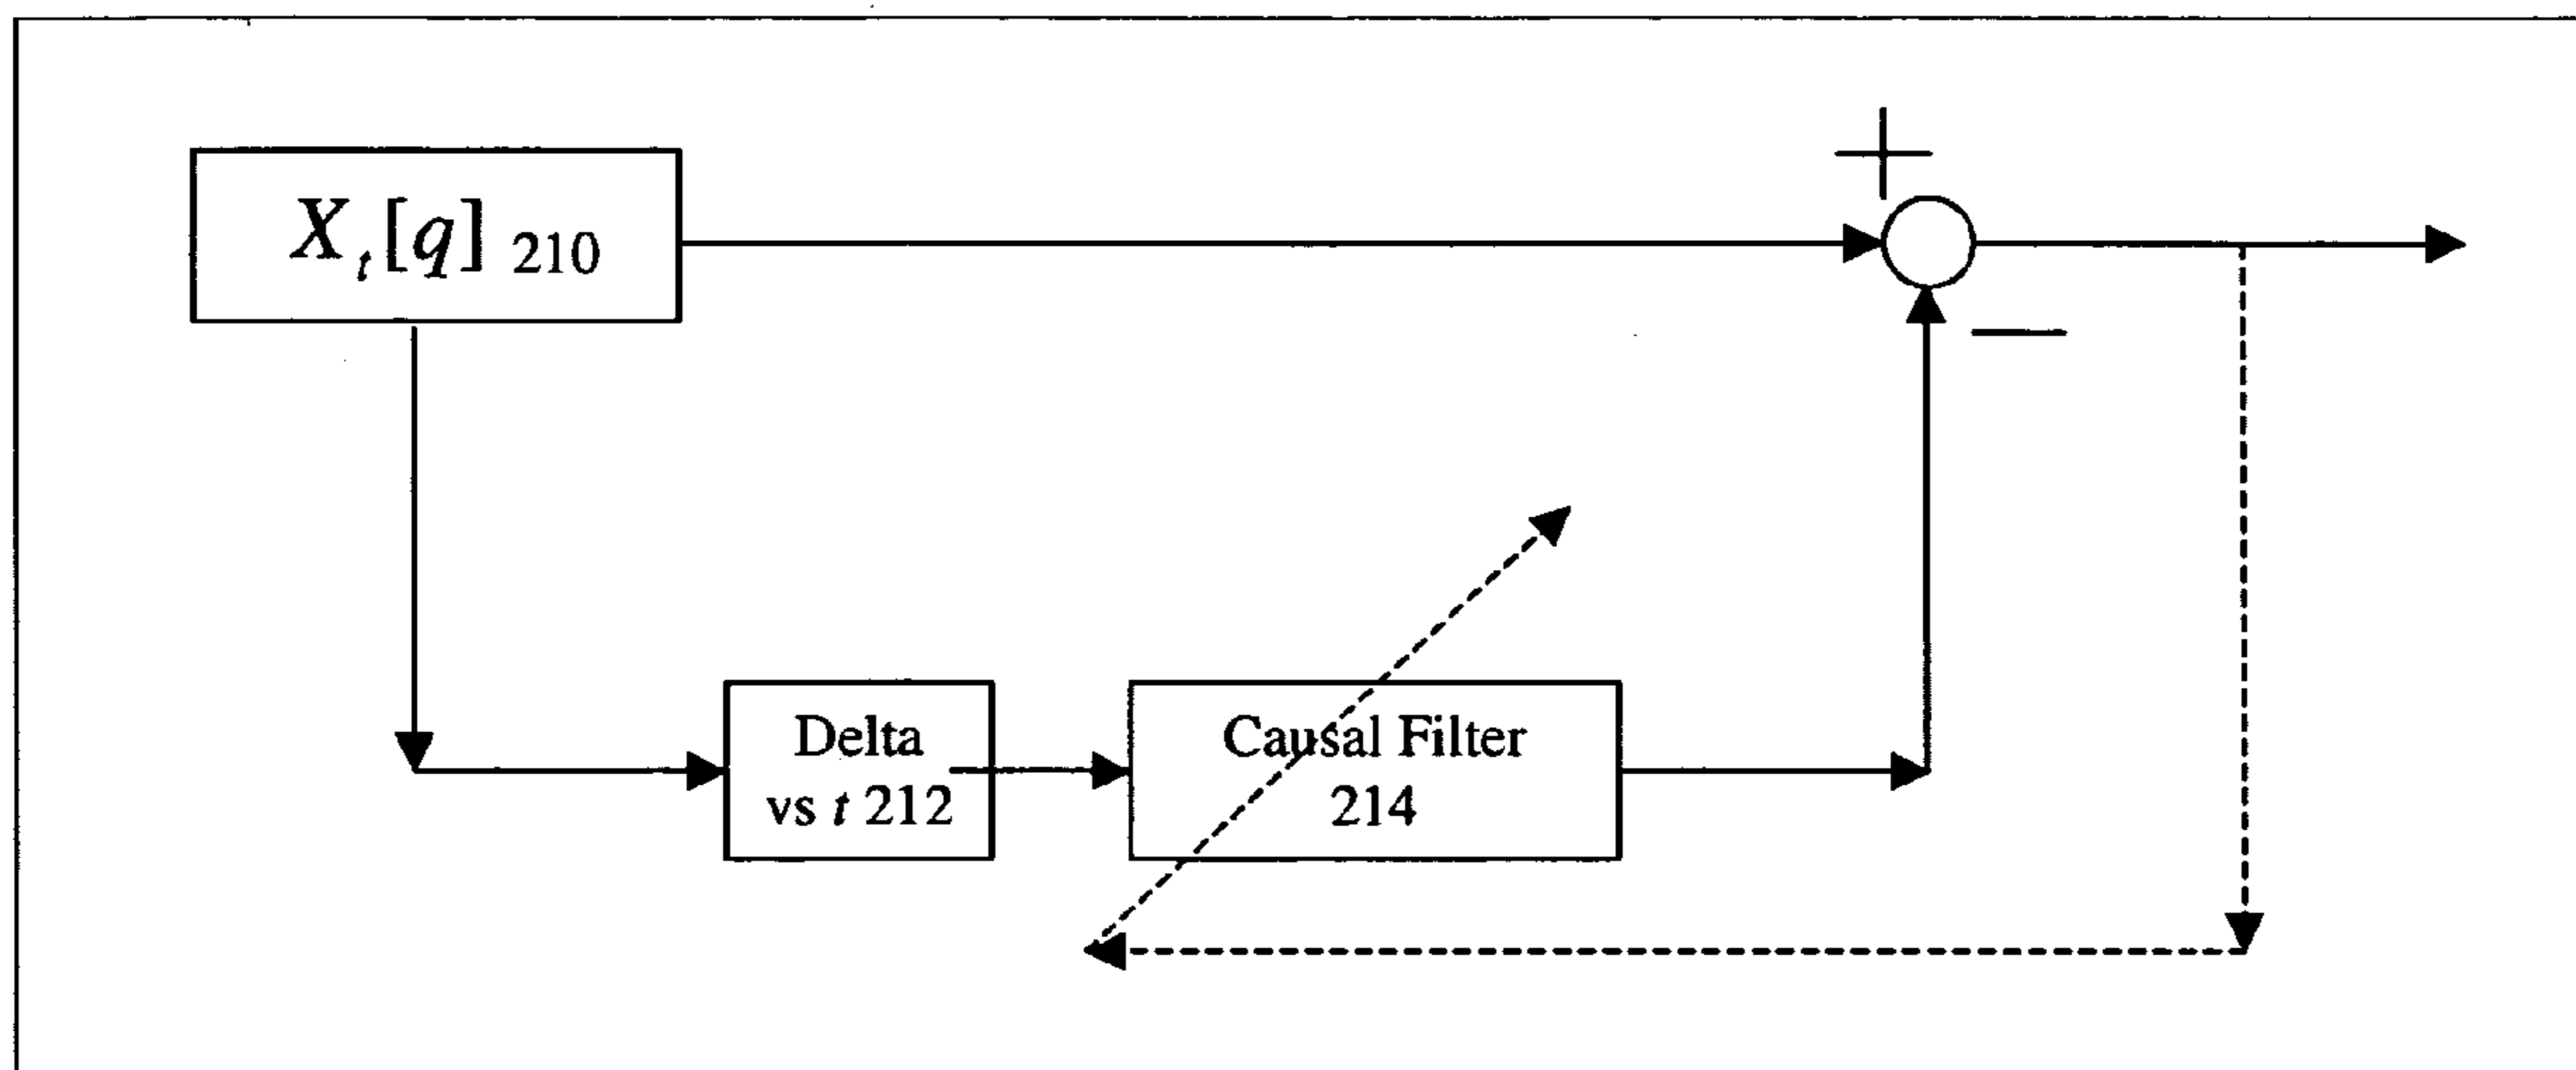 +
X_t[q] 210
—
Delta
vs t 212
Causal Filter
214